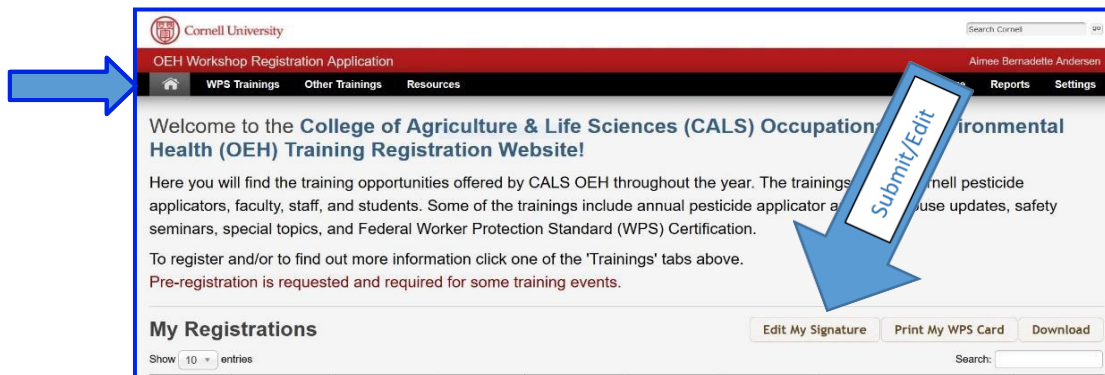 Cornell University
Search Cornell go
OEH Workshop Registration Application Aimee Bernadette Andersen
WPS Trainings Other Trainings Resources Reports Settings
Submit/Edit
Welcome to the College of Agriculture & Life Sciences (CALS) Occupation
Health (OEH) Training Registration Website!
Here you will find the training opportunities offered by CALS OEH throughout the year. The trainings pesticide
applicators, faculty, staff, and students. Some of the trainings include annual pesticide applicator updates, safety
seminars, special topics, and Federal Worker Protection Standard (WPS) Certification.
To register and/or to find out more information click one of the 'Trainings' tabs above.
Pre-registration is requested and required for some training events.
My Registrations Edit My Signature Print My WPS Card Download
Show 10 entries Search: